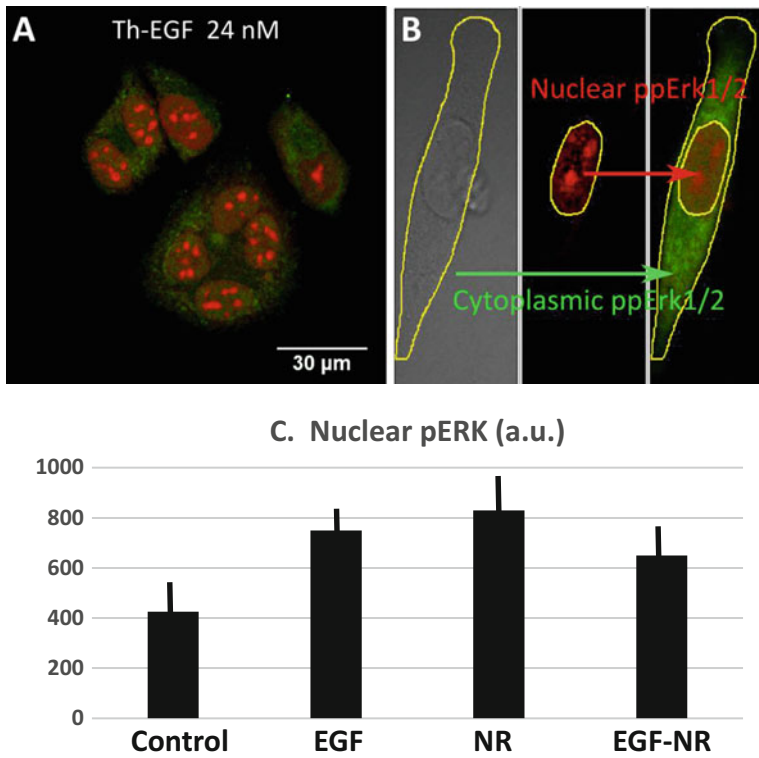 A
Th-EGF 24 nM
30 µm
B
Nuclear ppErk1/2
Cytoplasmic ppErk1/2
C. Nuclear pERK (a.u.)
1000
800
600
400
200
0
Control EGF NR EGF-NR